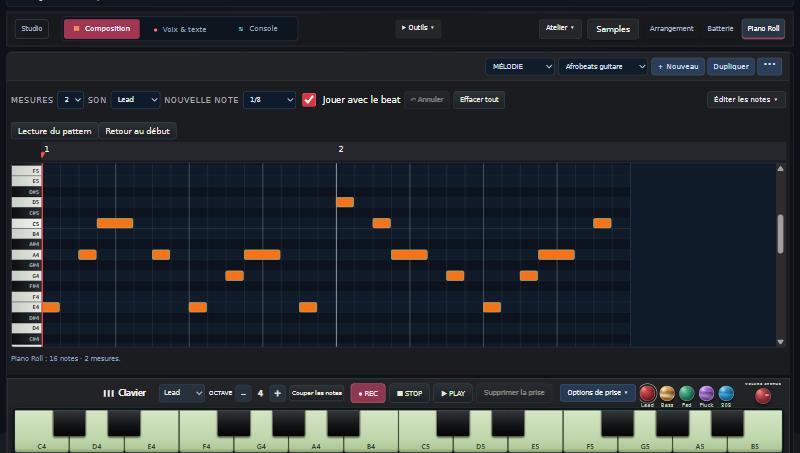 Studio Composition Voix & texte Console Outils Atelier Samples Arrangement Batterie Piano Roll
MÉLODIE Afrobeats guitare + Nouveau Dupliquer ...
MESURES 2 SON Lead NOUVELLE NOTE 1/8 Jouer avec le beat Annuler Effacer tout Éditer les notes
Lecture du pattern Retour au début
1 2
F5
E5
D#5
D5
C#5
C5
B4
A#4
A4
G#4
G4
F#4
F4
E4
D#4
D4
C#4
Piano Roll : 16 notes · 2 mesures.
Clavier Lead OCTAVE - 4 + Couper les notes REC STOP PLAY Supprimer la prise Options de prise
Lead Bass Pad Pluck 808
C4 D4 E4 F4 G4 A4 B4 C5 D5 E5 F5 G5 A5 B5